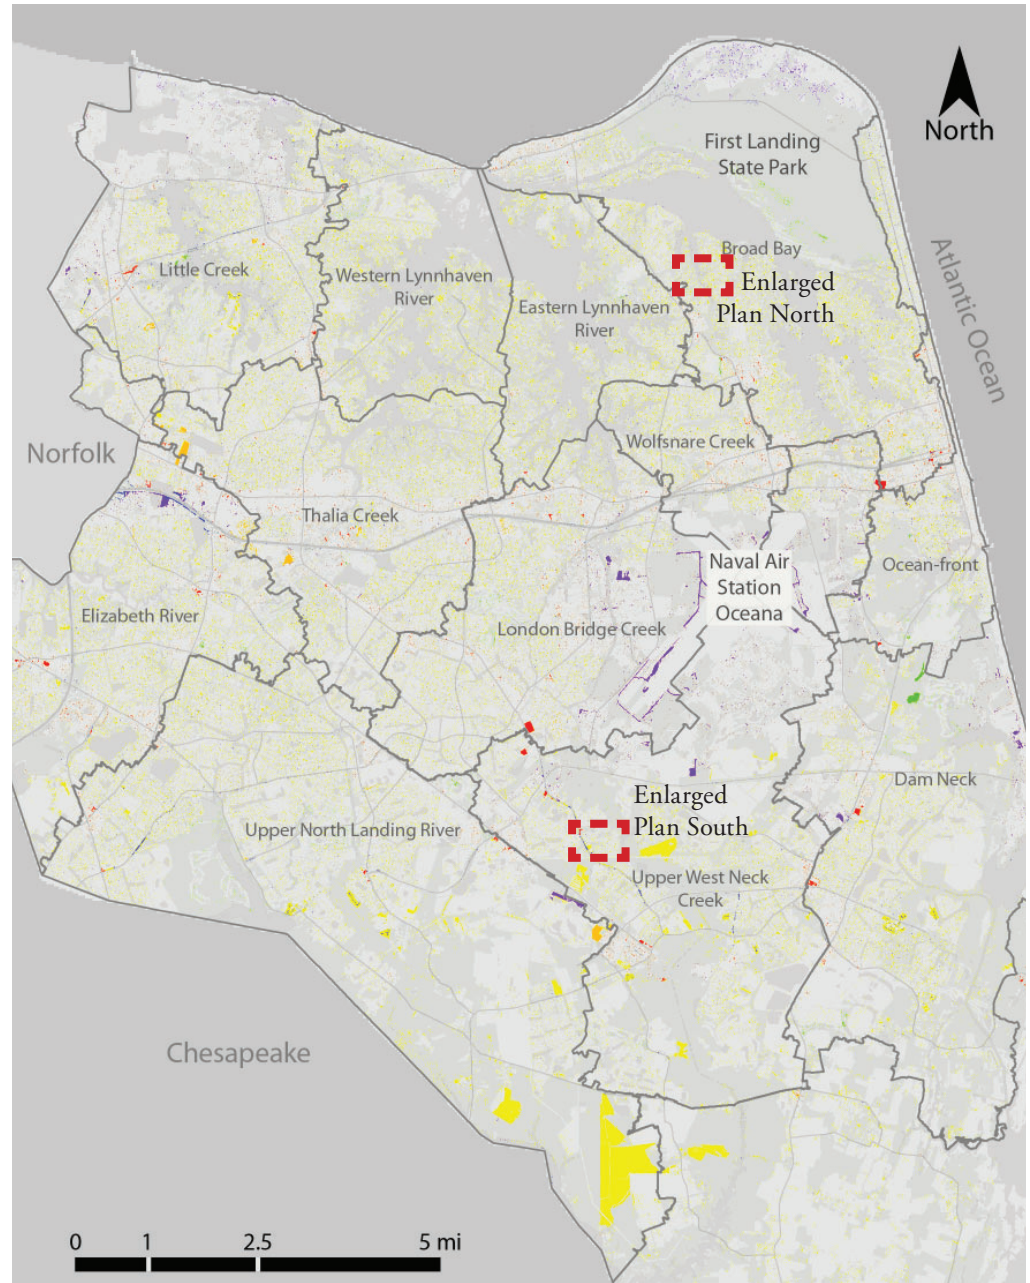 North
First Landing
State Park
Broad Bay
Enlarged
Plan North
Atlantic Ocean
Little Creek
Western Lynnhaven
River
Eastern Lynnhaven
River
Wolfsnare Creek
Norfolk
Thalia Creek
Naval Air
Station
Oceana
Ocean-front
Elizabeth River
London Bridge Creek
Dam Neck
Enlarged
Plan South
Upper North Landing River
Upper West Neck
Creek
Chesapeake
0 1 2.5 5 mi